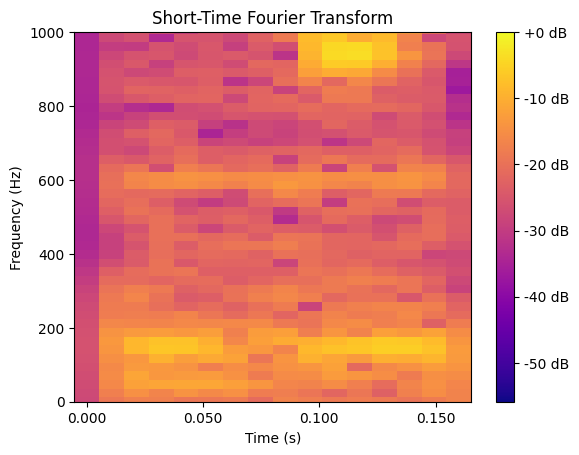 Short-Time Fourier Transform
1000
800
600
400
200
0
Frequency (Hz)
0.000
0.050
0.100
0.150
Time (s)
+0 dB
-10 dB
-20 dB
-30 dB
-40 dB
-50 dB